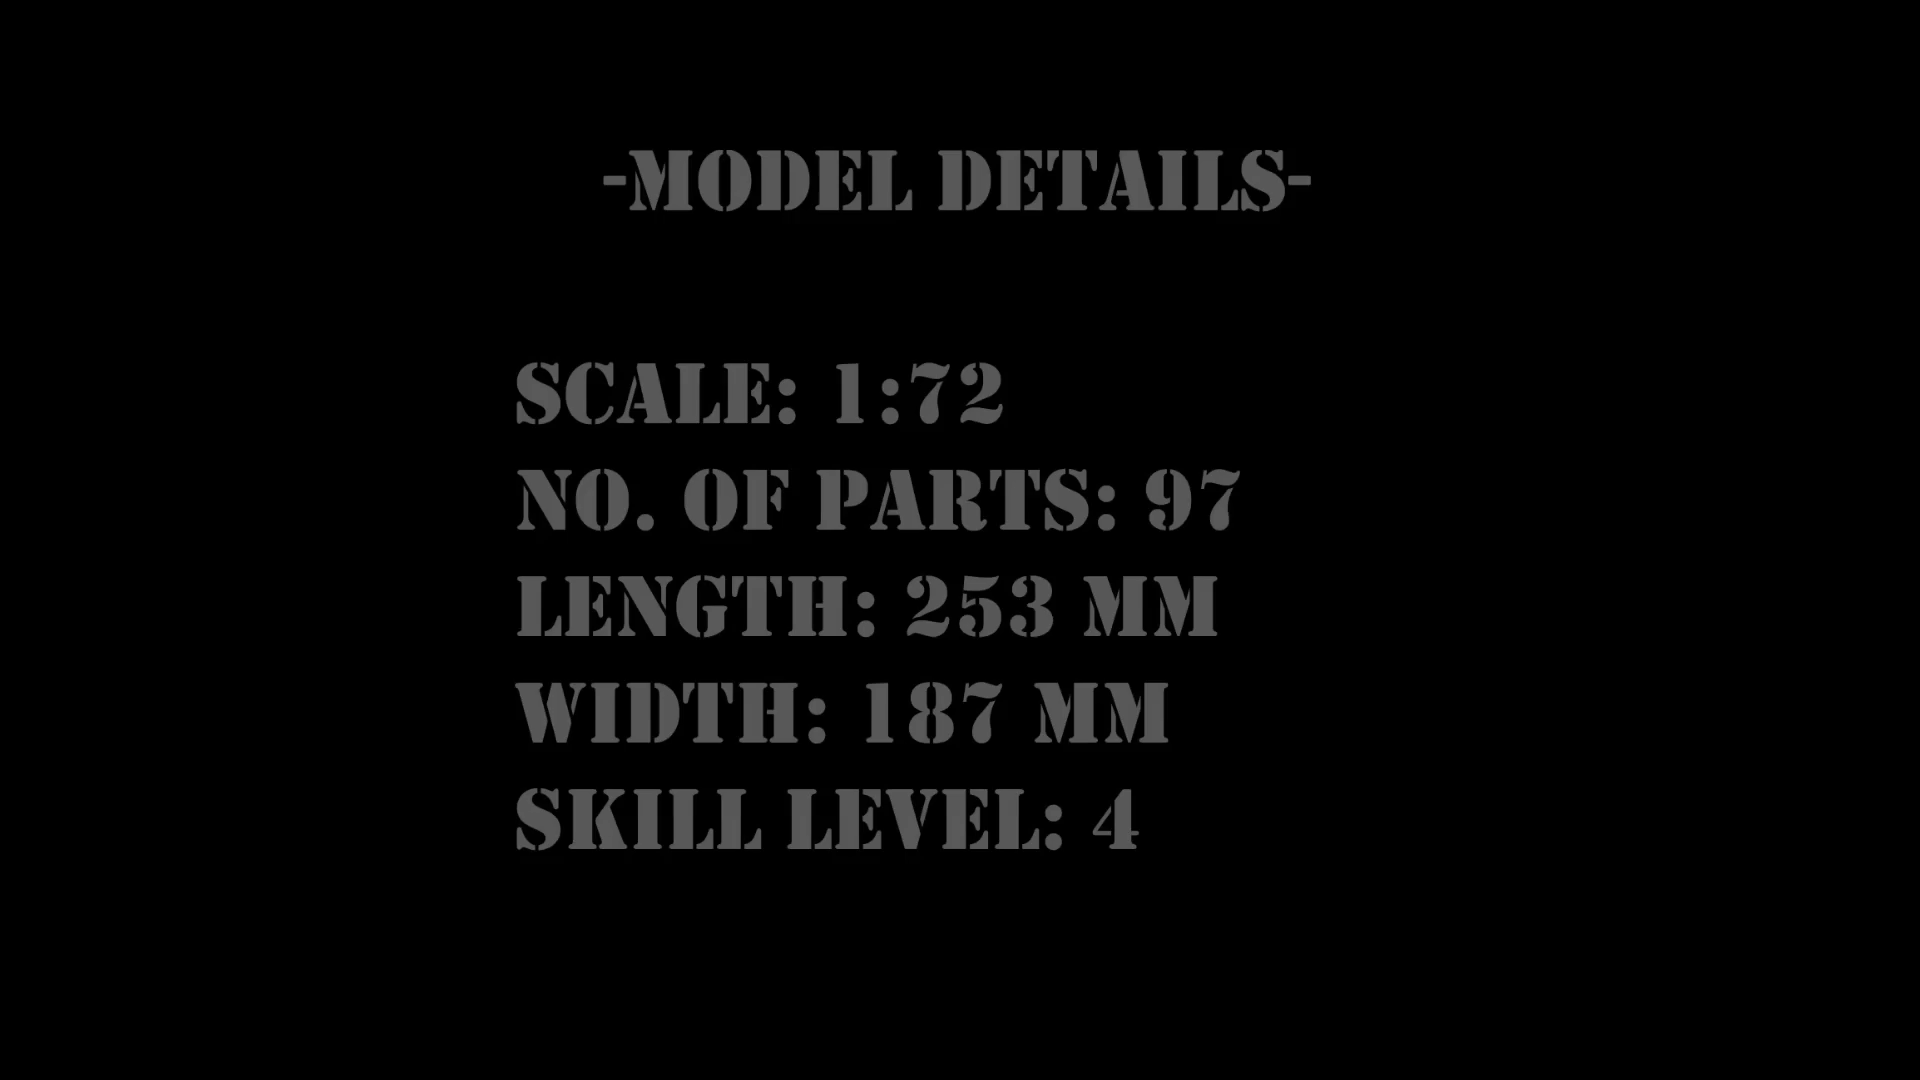 -MODEL DETAILS-
SCALE: 1:72
NO. OF PARTS: 97
LENGTH: 253 MM
WIDTH: 187 MM
SKILL LEVEL: 4